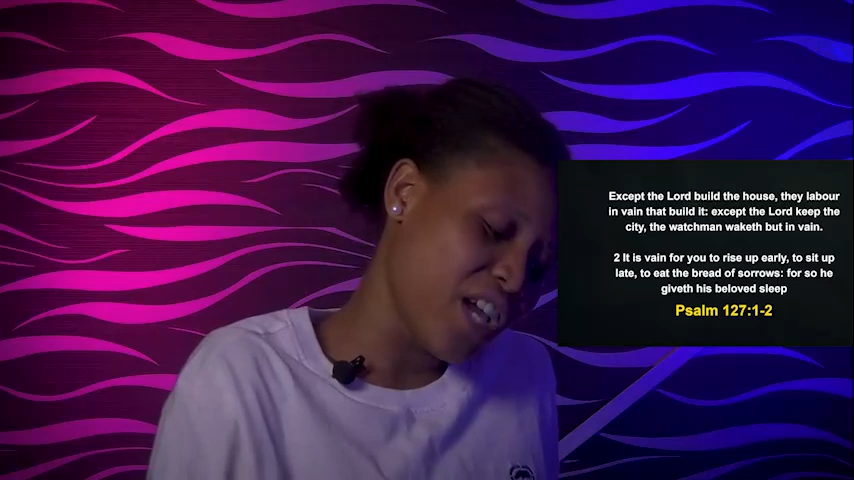 Except the Lord build the house, they labour
in vain that build it: except the Lord keep the
city, the watchman waketh but in vain.
2 It is vain for you to rise up early, to sit up
late, to eat the bread of sorrows: for so he
giveth his beloved sleep
Psalm 127:1-2